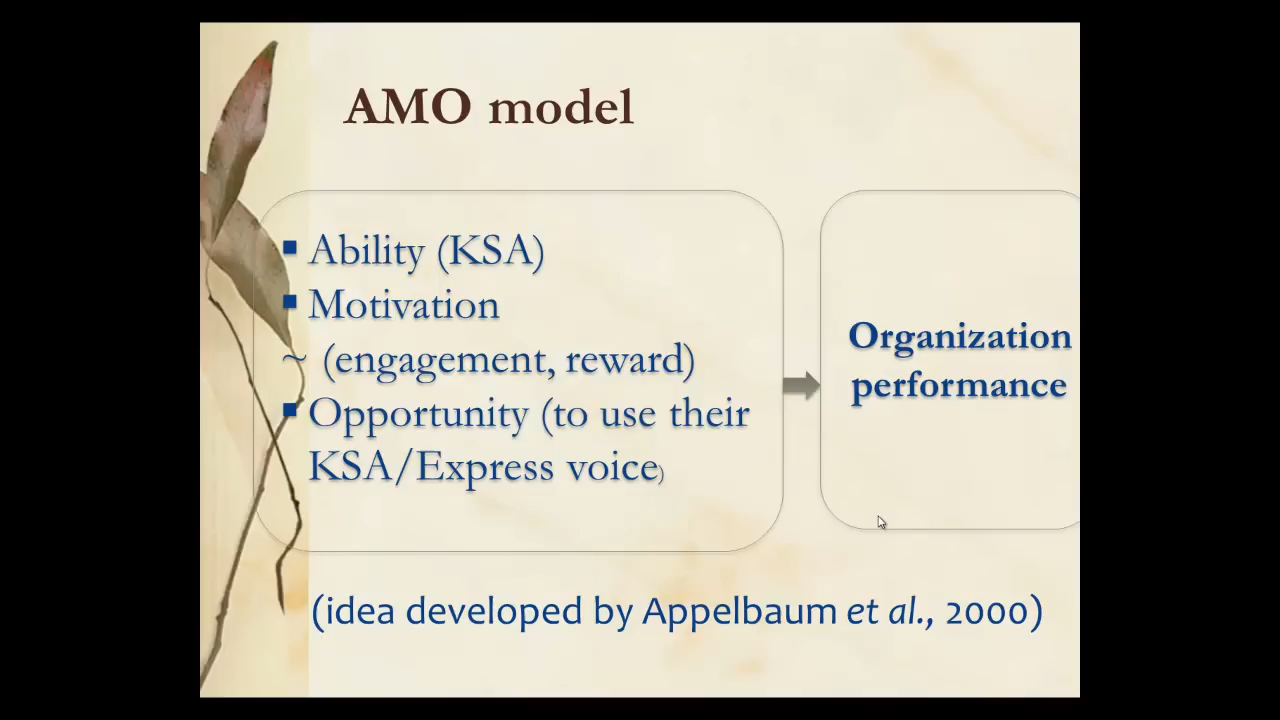 AMO model
▪ Ability (KSA)
▪ Motivation
~ (engagement, reward)
▪ Opportunity (to use their
KSA/Express voice)
Organization
performance
(idea developed by Appelbaum et al., 2000)